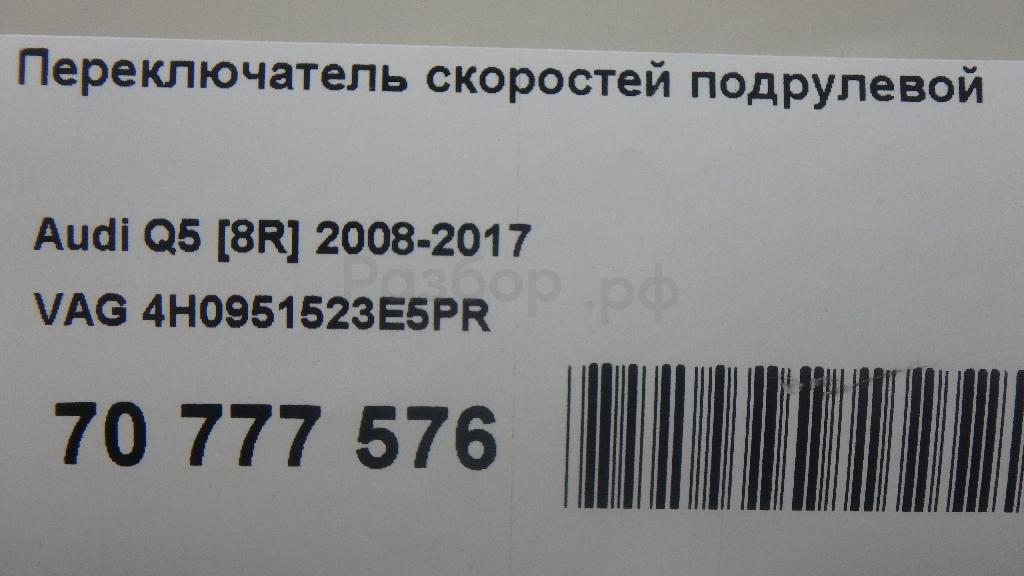 Переключатель скоростей подрулевой
Audi Q5 [8R] 2008-2017
Разбор.рф
VAG 4H0951523E5PR
70 777 576